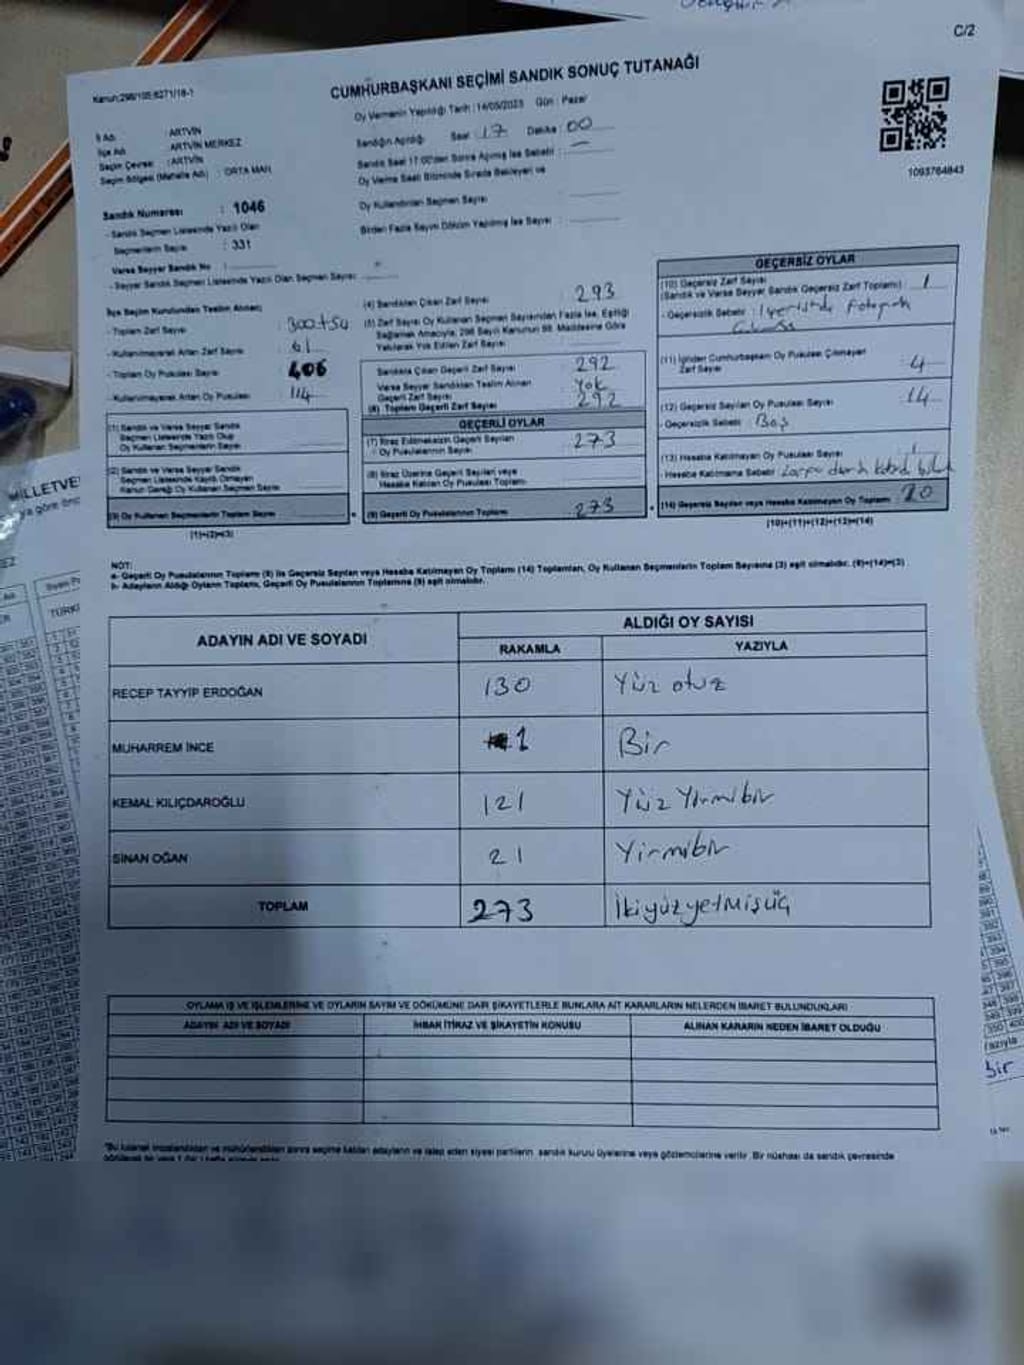 C/2
CUMHURBAŞKANI SEÇİMİ SANDIK SONUÇ TUTANAĞI
Kanun:298/105;6271/18-1
Oy Vermenin Yapıldığı Tarih : 14/05/2023 Gün : Pazar
Sandığın Açıldığı Saat : 17 Dakika : 00
Sandık Saat 17:00'den Sonra Açılmış İse Sebebi : —
Oy Verme Saati Bitiminde Sırada Bekleyen ve
Oy Kullandırılan Seçmen Sayısı
Birden Fazla Sayım Döküm Yapılmış İse Sayısı
1093764843
İl Adı : ARTVİN
İlçe Adı : ARTVİN MERKEZ
Seçim Çevresi : ARTVİN
Seçim Bölgesi (Mahalle Adı) : ORTA MAH.
Sandık Numarası : 1046
- Sandık Seçmen Listesinde Yazılı Olan
Seçmenlerin Sayısı : 331
Varsa Seyyar Sandık No :
- Seyyar Sandık Seçmen Listesinde Yazılı Olan Seçmen Sayısı :
İlçe Seçim Kurulundan Teslim Alınan;
- Toplam Zarf Sayısı : 300+54
- Kullanılmayarak Artan Zarf Sayısı : 61
- Toplam Oy Pusulası Sayısı : 406
- Kullanılmayarak Artan Oy Pusulası : 114
(1) Sandık ve Varsa Seyyar Sandık
Seçmen Listesinde Yazılı Olup
Oy Kullanan Seçmenlerin Sayısı
(2) Sandık ve Varsa Seyyar Sandık
Seçmen Listesinde Kayıtlı Olmayan
Kanun Gereği Oy Kullanan Seçmen Sayısı
(3) Oy Kullanan Seçmenlerin Toplam Sayısı
(1)+(2)=(3)
(4) Sandıktan Çıkan Zarf Sayısı : 293
(5) Zarf Sayısı Oy Kullanan Seçmen Sayısından Fazla İse, Eşitliği
Sağlamak Amacıyla, 298 Sayılı Kanunun 98. Maddesine Göre
Yakılarak Yok Edilen Zarf Sayısı
Sandıkta Çıkan Geçerli Zarf Sayısı : 292
Varsa Seyyar Sandıktan Teslim Alınan
Geçerli Zarf Sayısı : Yok
(6) Toplam Geçerli Zarf Sayısı : 292
GEÇERLİ OYLAR
(7) İtiraz Edilmeksizin Geçerli Sayılan
Oy Pusulalarının Sayısı : 273
(8) İtiraz Üzerine Geçerli Sayılan veya
Hesaba Katılan Oy Pusulası Toplamı
(9) Geçerli Oy Pusulalarının Toplamı : 273
GEÇERSİZ OYLAR
(10) Geçersiz Zarf Sayısı
(Sandık ve Varsa Seyyar Sandık Geçersiz Zarf Toplamı) : 1
- Geçersizlik Sebebi : İçerisinde fotoğraf
(11) İçinden Cumhurbaşkanı Oy Pusulası Çıkmayan
Zarf Sayısı : 4
(12) Geçersiz Sayılan Oy Pusulası Sayısı : 14
- Geçersizlik Sebebi : Boş
(13) Hesaba Katılmayan Oy Pusulası Sayısı : 1
- Hesaba Katılmama Sebebi :
(14) Geçersiz Sayılan veya Hesaba Katılmayan Oy Toplamı : 20
(10)+(11)+(12)+(13)=(14)
NOT:
a- Geçerli Oy Pusulalarının Toplamı (9) ile Geçersiz Sayılan veya Hesaba Katılmayan Oy Toplamı (14) Toplamları, Oy Kullanan Seçmenlerin Toplam Sayısına (3) eşit olmalıdır. (9)+(14)=(3)
b- Adayların Aldığı Oyların Toplamı, Geçerli Oy Pusulalarının Toplamına (9) eşit olmalıdır.
ADAYIN ADI VE SOYADI
ALDIĞI OY SAYISI
RAKAMLA YAZIYLA
RECEP TAYYİP ERDOĞAN 130 Yüz otuz
MUHARREM İNCE 1 Bir
KEMAL KILIÇDAROĞLU 121 Yüz Yirmibir
SİNAN OĞAN 21 Yirmibir
TOPLAM 273 İkiyüzyetmişüç
OYLAMA İŞ VE İŞLEMLERİNE VE OYLARIN SAYIM VE DÖKÜMÜNE DAİR ŞİKAYETLERLE BUNLARA AİT KARARLARIN NELERDEN İBARET BULUNDUKLARI
ADAYIN ADI VE SOYADI İHBAR İTİRAZ VE ŞİKAYETİN KONUSU ALINAN KARARIN NEDEN İBARET OLDUĞU
"Bu tutanak imzalandıktan ve mühürlendikten sonra seçime katılan adayların ve talep eden siyasi partilerin, sandık kurulu üyelerine veya gözlemcilerine verilir. Bir nüshası da sandık çevresinde